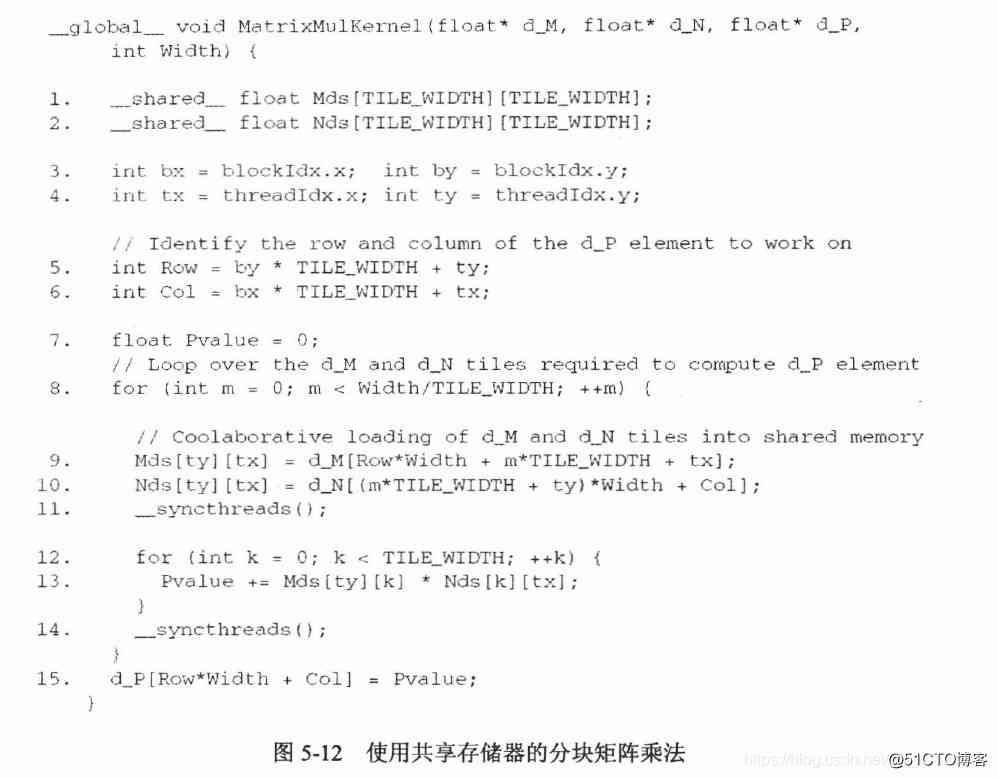 __global__ void MatrixMulKernel(float* d_M, float* d_N, float* d_P,
int Width) {
1. __shared__ float Mds[TILE_WIDTH][TILE_WIDTH];
2. __shared__ float Nds[TILE_WIDTH][TILE_WIDTH];
3. int bx = blockIdx.x; int by = blockIdx.y;
4. int tx = threadIdx.x; int ty = threadIdx.y;
// Identify the row and column of the d_P element to work on
5. int Row = by * TILE_WIDTH + ty;
6. int Col = bx * TILE_WIDTH + tx;
7. float Pvalue = 0;
// Loop over the d_M and d_N tiles required to compute d_P element
8. for (int m = 0; m < Width/TILE_WIDTH; ++m) {
// Coolaborative loading of d_M and d_N tiles into shared memory
9. Mds[ty][tx] = d_M[Row*Width + m*TILE_WIDTH + tx];
10. Nds[ty][tx] = d_N[(m*TILE_WIDTH + ty)*Width + Col];
11. __syncthreads();
12. for (int k = 0; k < TILE_WIDTH; ++k) {
13. Pvalue += Mds[ty][k] * Nds[k][tx];
}
14. __syncthreads();
}
15. d_P[Row*Width + Col] = Pvalue;
}
图 5-12 使用共享存储器的分块矩阵乘法
@51CTO博客